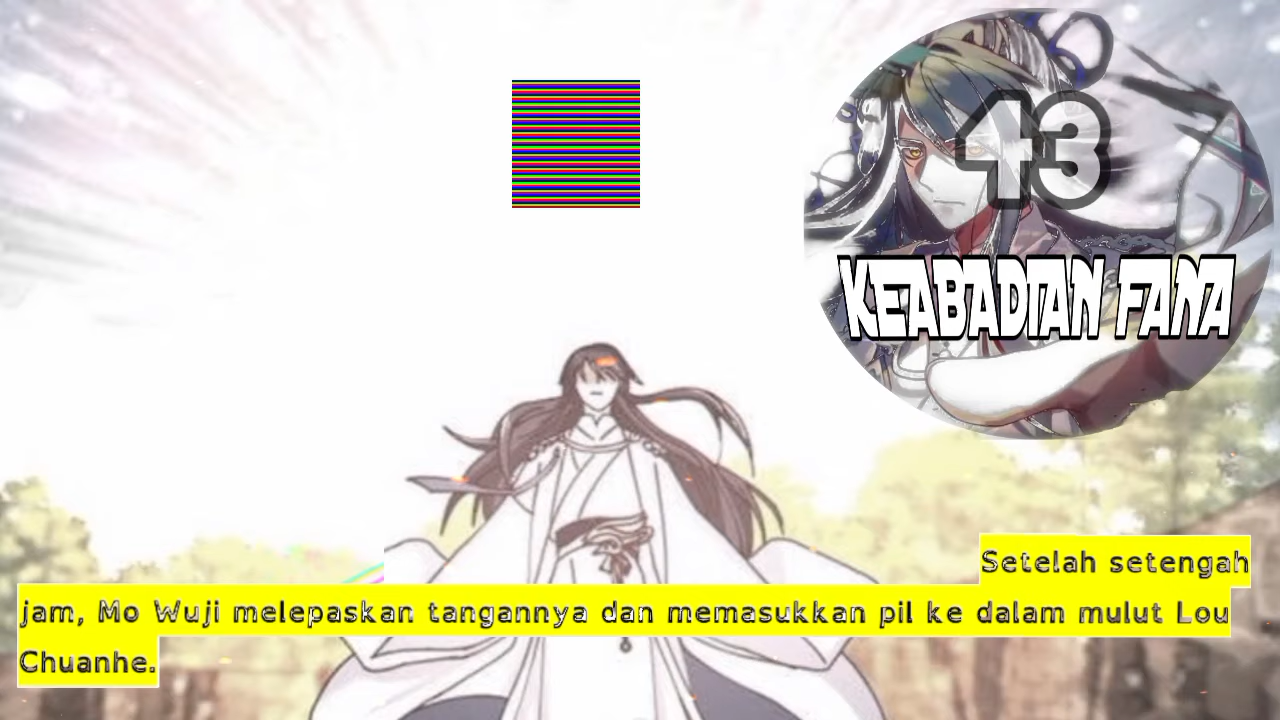 43
KEABADIAN FANA
Setelah setengah
jam, Mo Wuji melepaskan tangannya dan memasukkan pil ke dalam mulut Lou
Chuanhe.